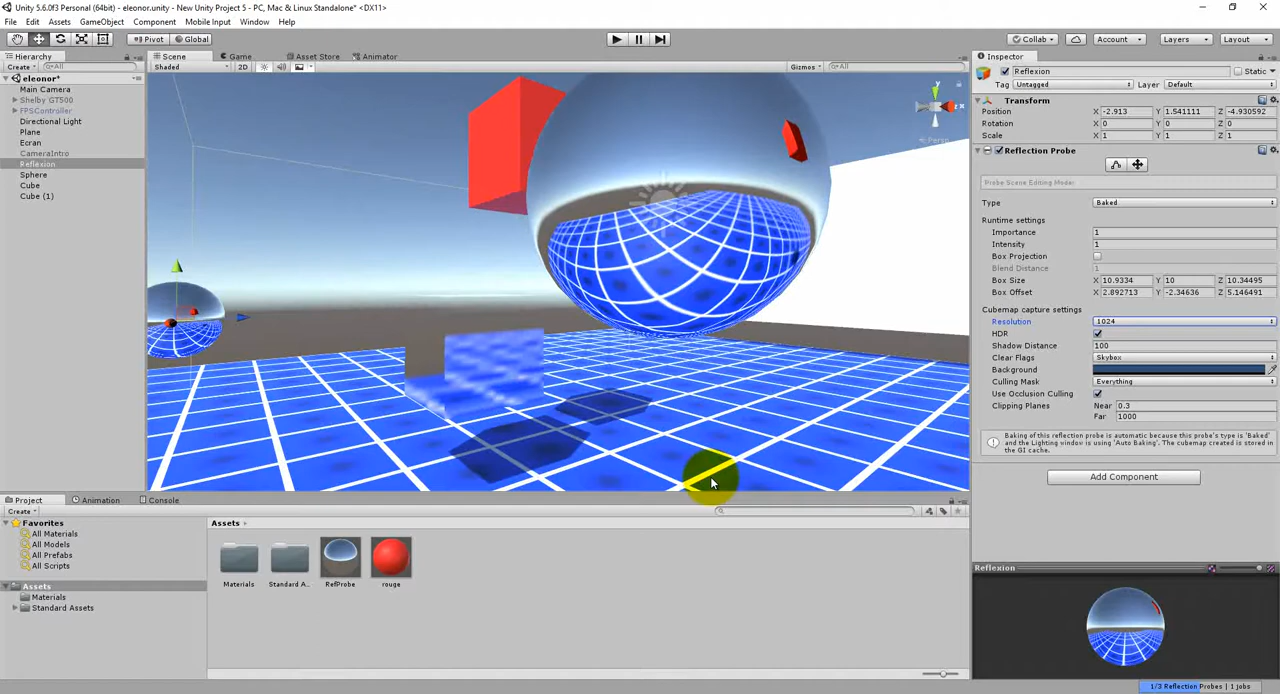 Unity 5.6.0f3 Personal (64bit) - eleonor.unity - New Unity Project 5 - PC, Mac & Linux Standalone* <DX11>
File Edit Assets GameObject Component Mobile Input Window Help
Pivot Global Collab Account Layers Layout
Hierarchy Scene Game Asset Store Animator Inspector
Create All Shaded 2D Gizmos All
eleonor*
Main Camera
Shelby GT500
FPSController
Directional Light
Plane
Ecran
CameraIntro
Reflexion
Sphere
Cube
Cube (1)
y
z
Persp
Reflexion Static
Tag Untagged Layer Default
Transform
Position X -2.913 Y 1.541111 Z -4.930592
Rotation X 0 Y 0 Z 0
Scale X 1 Y 1 Z 1
Reflection Probe
Probe Scene Editing Mode:
Type Baked
Runtime settings
Importance 1
Intensity 1
Box Projection
Blend Distance 1
Box Size X 10.9334 Y 10 Z 10.34495
Box Offset X 2.892713 Y -2.34636 Z 5.146491
Cubemap capture settings
Resolution 1024
HDR
Shadow Distance 100
Clear Flags Skybox
Background
Culling Mask Everything
Use Occlusion Culling
Clipping Planes Near 0.3
Far 1000
Baking of this reflection probe is automatic because this probe's type is 'Baked'
and the Lighting window is using 'Auto Baking'. The cubemap created is stored in
the GI cache.
Add Component
Project Animation Console
Create
Favorites
All Materials
All Models
All Prefabs
All Scripts
Assets
Materials
Standard Assets
Assets
Materials Standard A... RefProbe rouge
Reflexion
1/3 Reflection Probes | 1 jobs